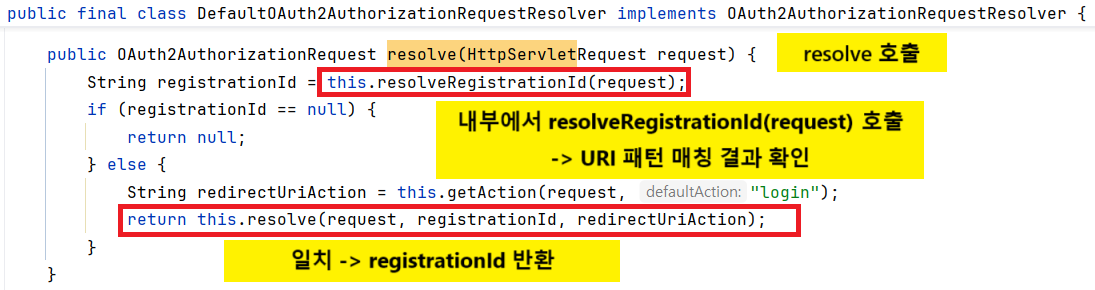 public final class DefaultOAuth2AuthorizationRequestResolver implements OAuth2AuthorizationRequestResolver {
public OAuth2AuthorizationRequest resolve(HttpServletRequest request) {
resolve 호출
String registrationId = this.resolveRegistrationId(request);
if (registrationId == null) {
내부에서 resolveRegistrationId(request) 호출
return null;
-> URI 패턴 매칭 결과 확인
} else {
String redirectUriAction = this.getAction(request, defaultAction: "login");
return this.resolve(request, registrationId, redirectUriAction);
}
일치 -> registrationId 반환
}